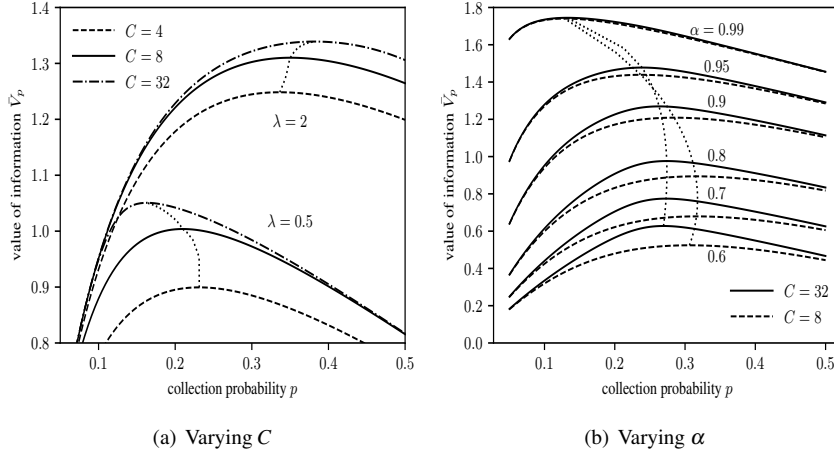 1.4
1.3
1.2
1.1
1.0
0.9
0.8
value of information V̄p
C = 4
C = 8
C = 32
λ = 2
λ = 0.5
0.1 0.2 0.3 0.4 0.5
collection probability p
(a) Varying C
1.8
1.6
1.4
1.2
1.0
0.8
0.6
0.4
0.2
0.0
value of information V̄p
α = 0.99
0.95
0.9
0.8
0.7
0.6
C = 32
C = 8
0.1 0.2 0.3 0.4 0.5
collection probability p
(b) Varying α